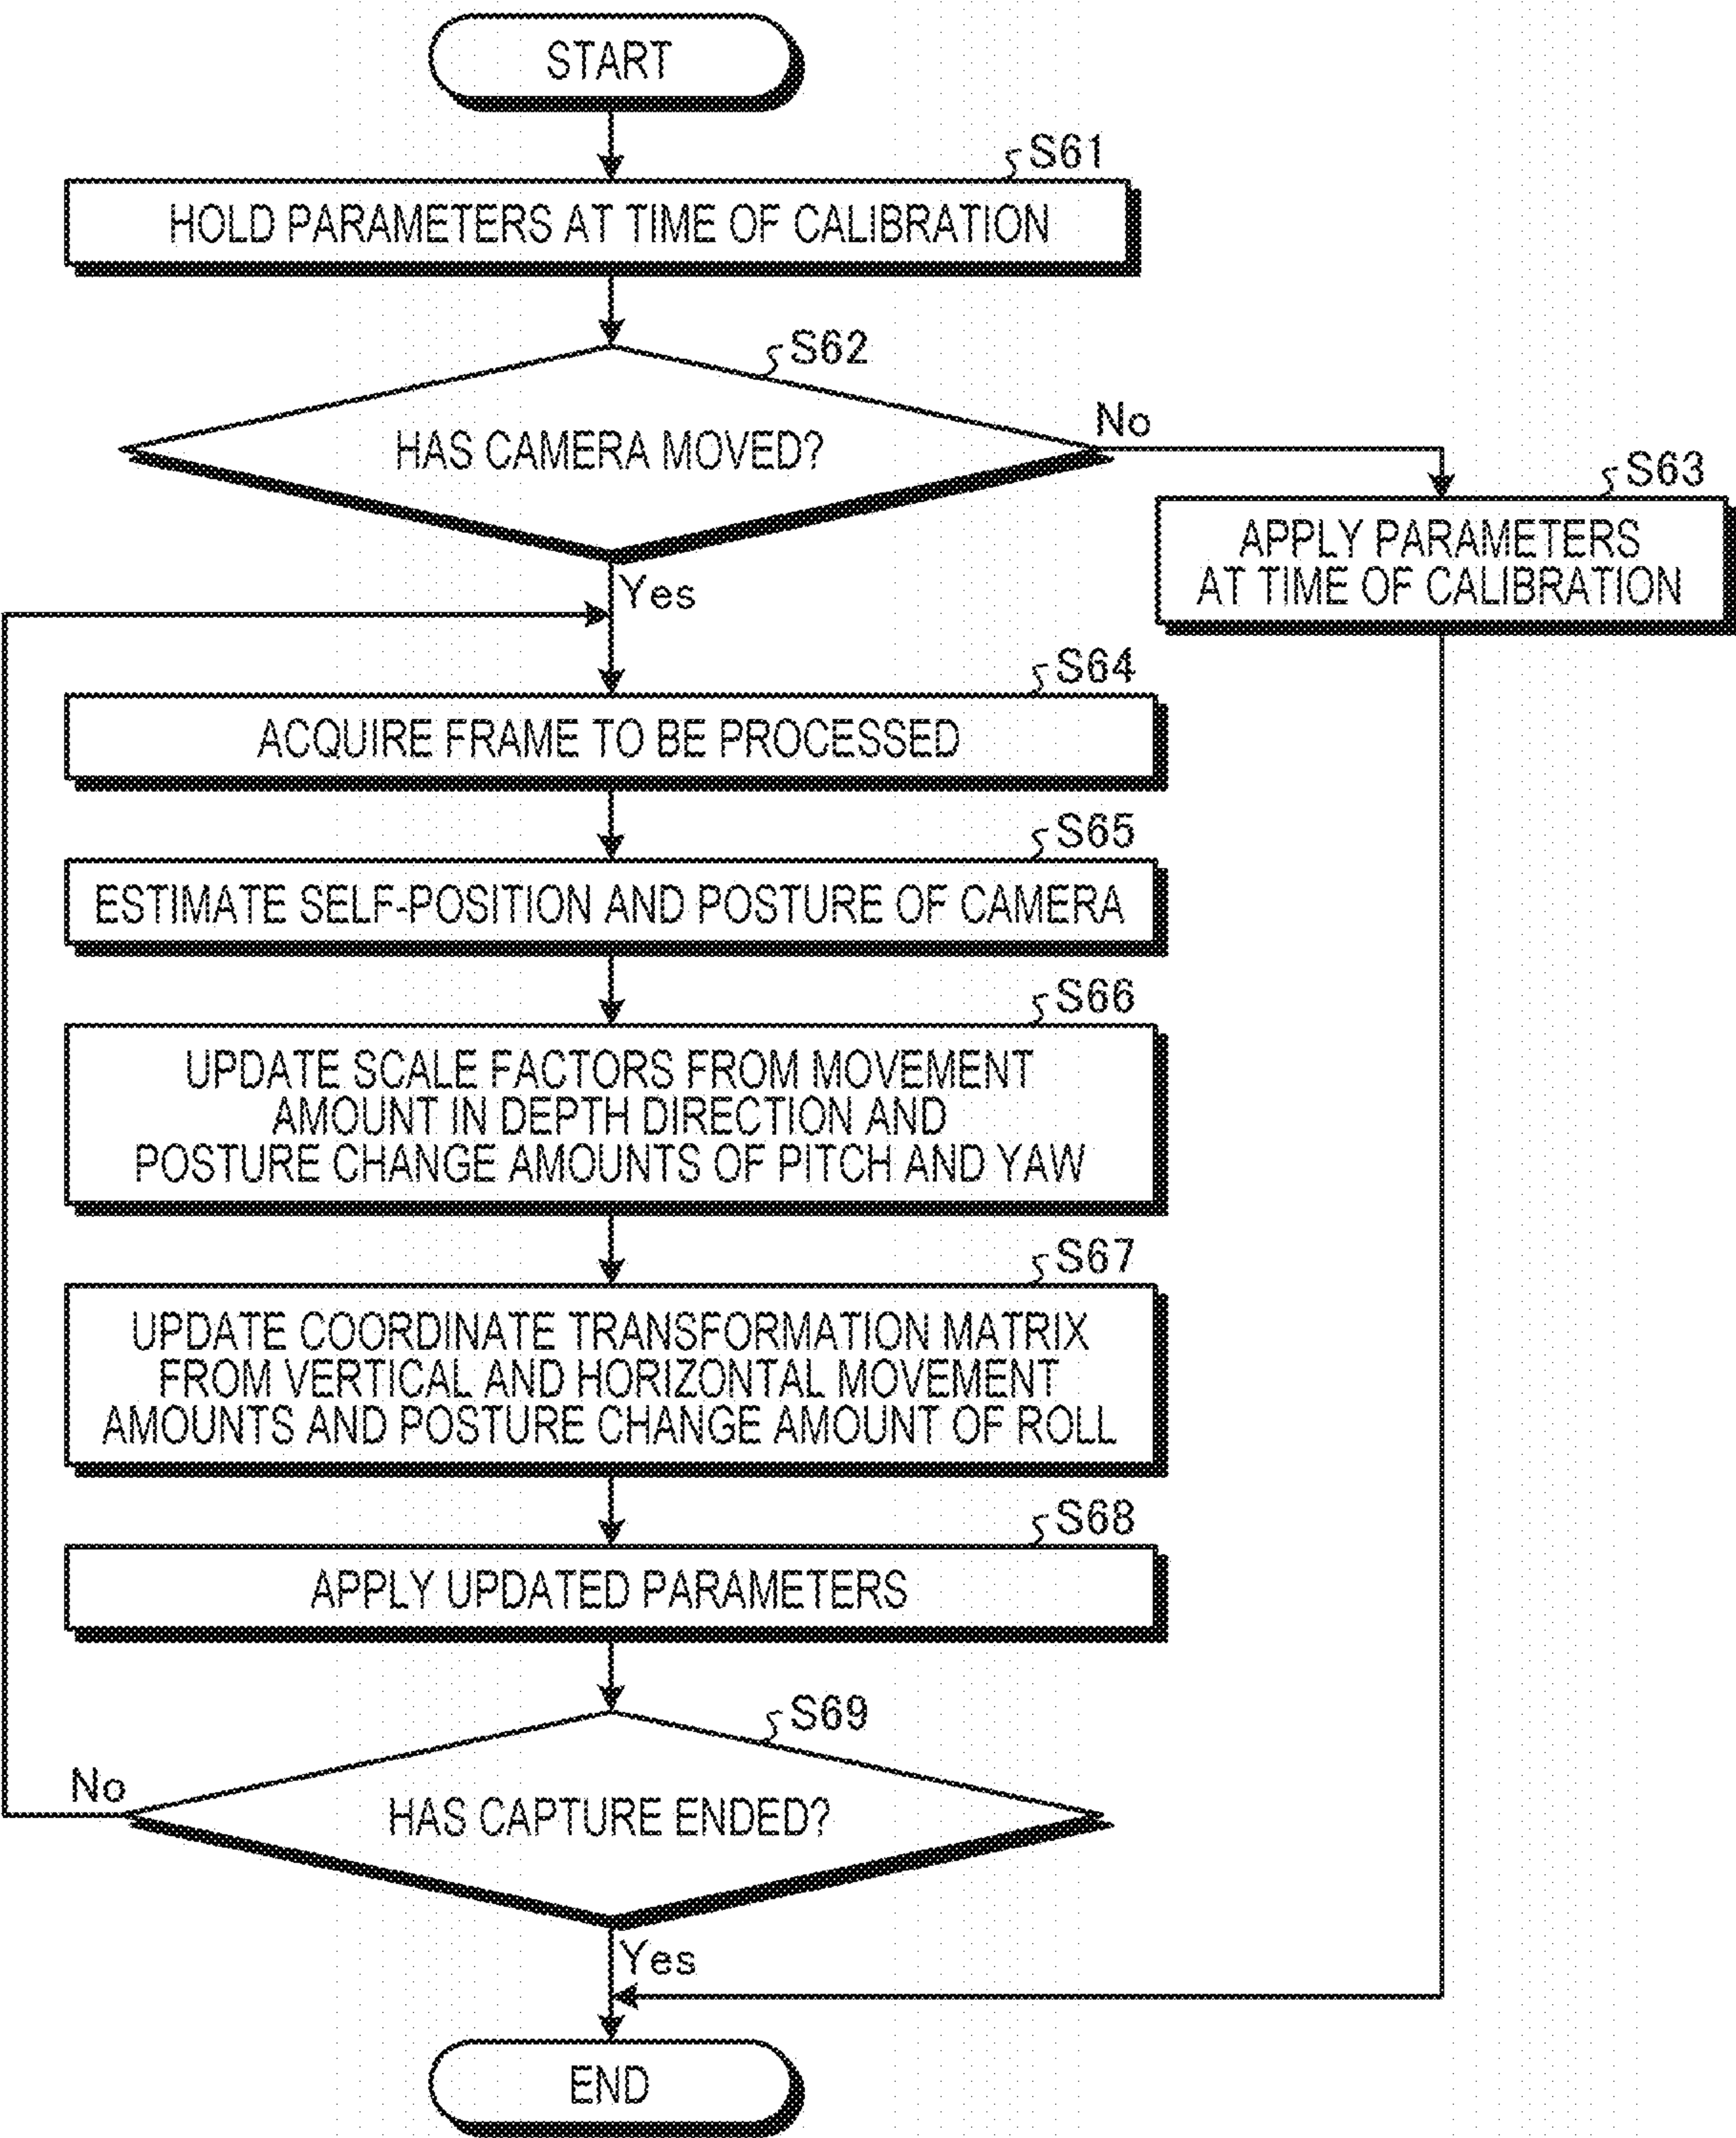 START
S61
HOLD PARAMETERS AT TIME OF CALIBRATION
S62
HAS CAMERA MOVED?
No
S63
APPLY PARAMETERS
AT TIME OF CALIBRATION
Yes
S64
ACQUIRE FRAME TO BE PROCESSED
S65
ESTIMATE SELF-POSITION AND POSTURE OF CAMERA
S66
UPDATE SCALE FACTORS FROM MOVEMENT
AMOUNT IN DEPTH DIRECTION AND
POSTURE CHANGE AMOUNTS OF PITCH AND YAW
S67
UPDATE COORDINATE TRANSFORMATION MATRIX
FROM VERTICAL AND HORIZONTAL MOVEMENT
AMOUNTS AND POSTURE CHANGE AMOUNT OF ROLL
S68
APPLY UPDATED PARAMETERS
S69
HAS CAPTURE ENDED?
No
Yes
END